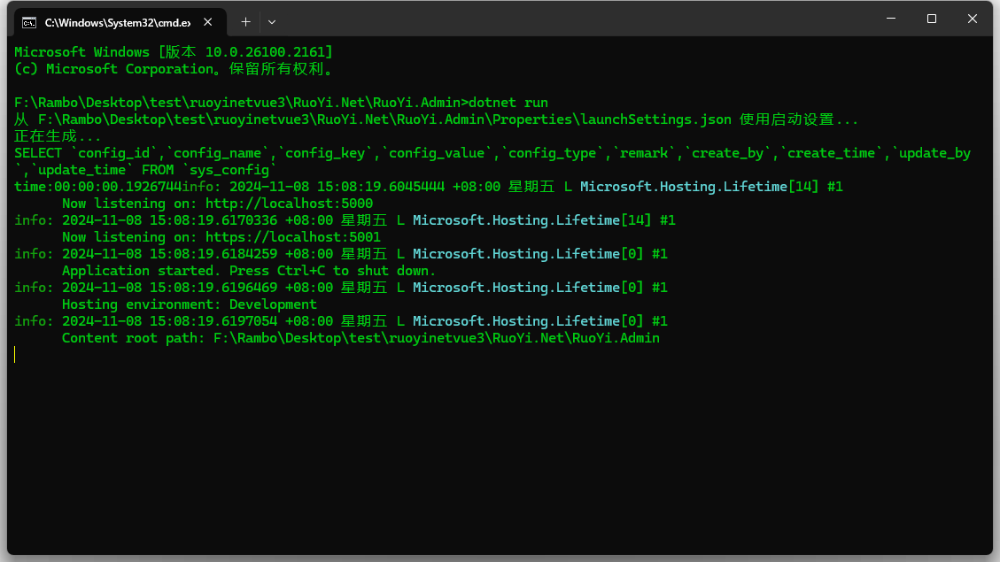 C:\Windows\System32\cmd.ex
Microsoft Windows [版本 10.0.26100.2161]
(c) Microsoft Corporation。保留所有权利。
F:\Rambo\Desktop\test\ruoyinetvue3\RuoYi.Net\RuoYi.Admin>dotnet run
从 F:\Rambo\Desktop\test\ruoyinetvue3\RuoYi.Net\RuoYi.Admin\Properties\launchSettings.json 使用启动设置...
正在生成...
SELECT `config_id`,`config_name`,`config_key`,`config_value`,`config_type`,`remark`,`create_by`,`create_time`,`update_by
`,`update_time` FROM `sys_config`
time:00:00:00.1926744info: 2024-11-08 15:08:19.6045444 +08:00 星期五 L Microsoft.Hosting.Lifetime[14] #1
Now listening on: http://localhost:5000
info: 2024-11-08 15:08:19.6170336 +08:00 星期五 L Microsoft.Hosting.Lifetime[14] #1
Now listening on: https://localhost:5001
info: 2024-11-08 15:08:19.6184259 +08:00 星期五 L Microsoft.Hosting.Lifetime[0] #1
Application started. Press Ctrl+C to shut down.
info: 2024-11-08 15:08:19.6196469 +08:00 星期五 L Microsoft.Hosting.Lifetime[0] #1
Hosting environment: Development
info: 2024-11-08 15:08:19.6197054 +08:00 星期五 L Microsoft.Hosting.Lifetime[0] #1
Content root path: F:\Rambo\Desktop\test\ruoyinetvue3\RuoYi.Net\RuoYi.Admin